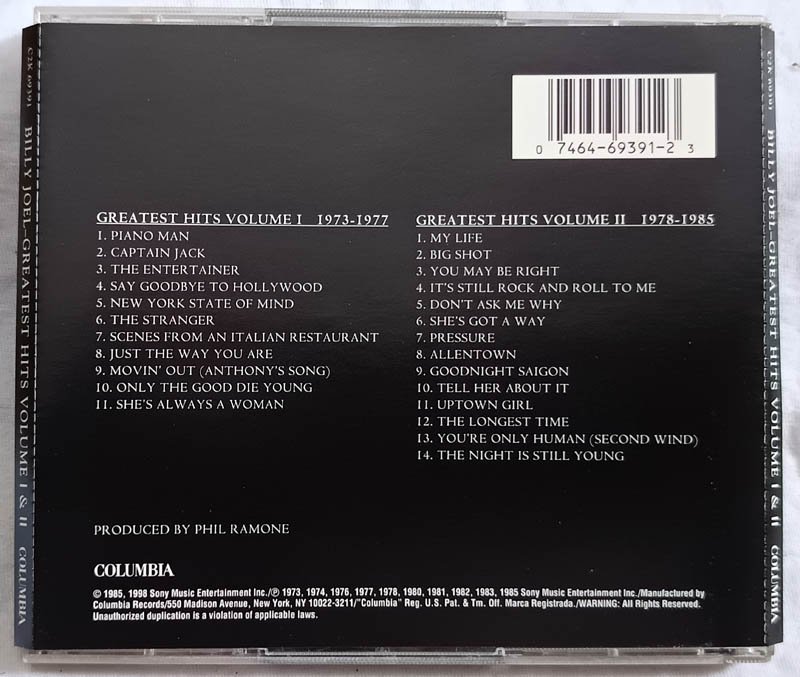 C2K 69391 BILLY JOEL–GREATEST HITS VOLUME I & II COLUMBIA
0 7464-69391-2 3
GREATEST HITS VOLUME I 1973-1977
1. PIANO MAN
2. CAPTAIN JACK
3. THE ENTERTAINER
4. SAY GOODBYE TO HOLLYWOOD
5. NEW YORK STATE OF MIND
6. THE STRANGER
7. SCENES FROM AN ITALIAN RESTAURANT
8. JUST THE WAY YOU ARE
9. MOVIN' OUT (ANTHONY'S SONG)
10. ONLY THE GOOD DIE YOUNG
11. SHE'S ALWAYS A WOMAN
GREATEST HITS VOLUME II 1978-1985
1. MY LIFE
2. BIG SHOT
3. YOU MAY BE RIGHT
4. IT'S STILL ROCK AND ROLL TO ME
5. DON'T ASK ME WHY
6. SHE'S GOT A WAY
7. PRESSURE
8. ALLENTOWN
9. GOODNIGHT SAIGON
10. TELL HER ABOUT IT
11. UPTOWN GIRL
12. THE LONGEST TIME
13. YOU'RE ONLY HUMAN (SECOND WIND)
14. THE NIGHT IS STILL YOUNG
PRODUCED BY PHIL RAMONE
COLUMBIA
© 1985, 1998 Sony Music Entertainment Inc./℗ 1973, 1974, 1976, 1977, 1978, 1980, 1981, 1982, 1983, 1985 Sony Music Entertainment Inc./Manufactured by
Columbia Records/550 Madison Avenue, New York, NY 10022-3211/"Columbia" Reg. U.S. Pat. & Tm. Off. Marca Registrada./WARNING: All Rights Reserved.
Unauthorized duplication is a violation of applicable laws.
C2K 69391 BILLY JOEL–GREATEST HITS VOLUME I & II COLUMBIA